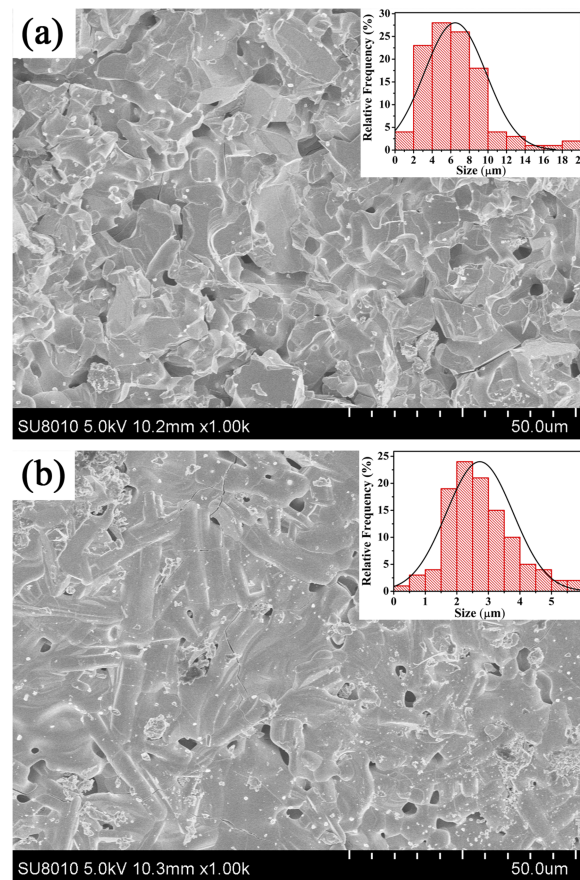 (a)
Relative Frequency (%)
30
25
20
15
10
5
0
0 2 4 6 8 10 12 14 16 18
Size (μm)
SU8010 5.0kV 10.2mm x1.00k
50.0um
(b)
Relative Frequency (%)
25
20
15
10
5
0
0 1 2 3 4 5
Size (μm)
SU8010 5.0kV 10.3mm x1.00k
50.0um